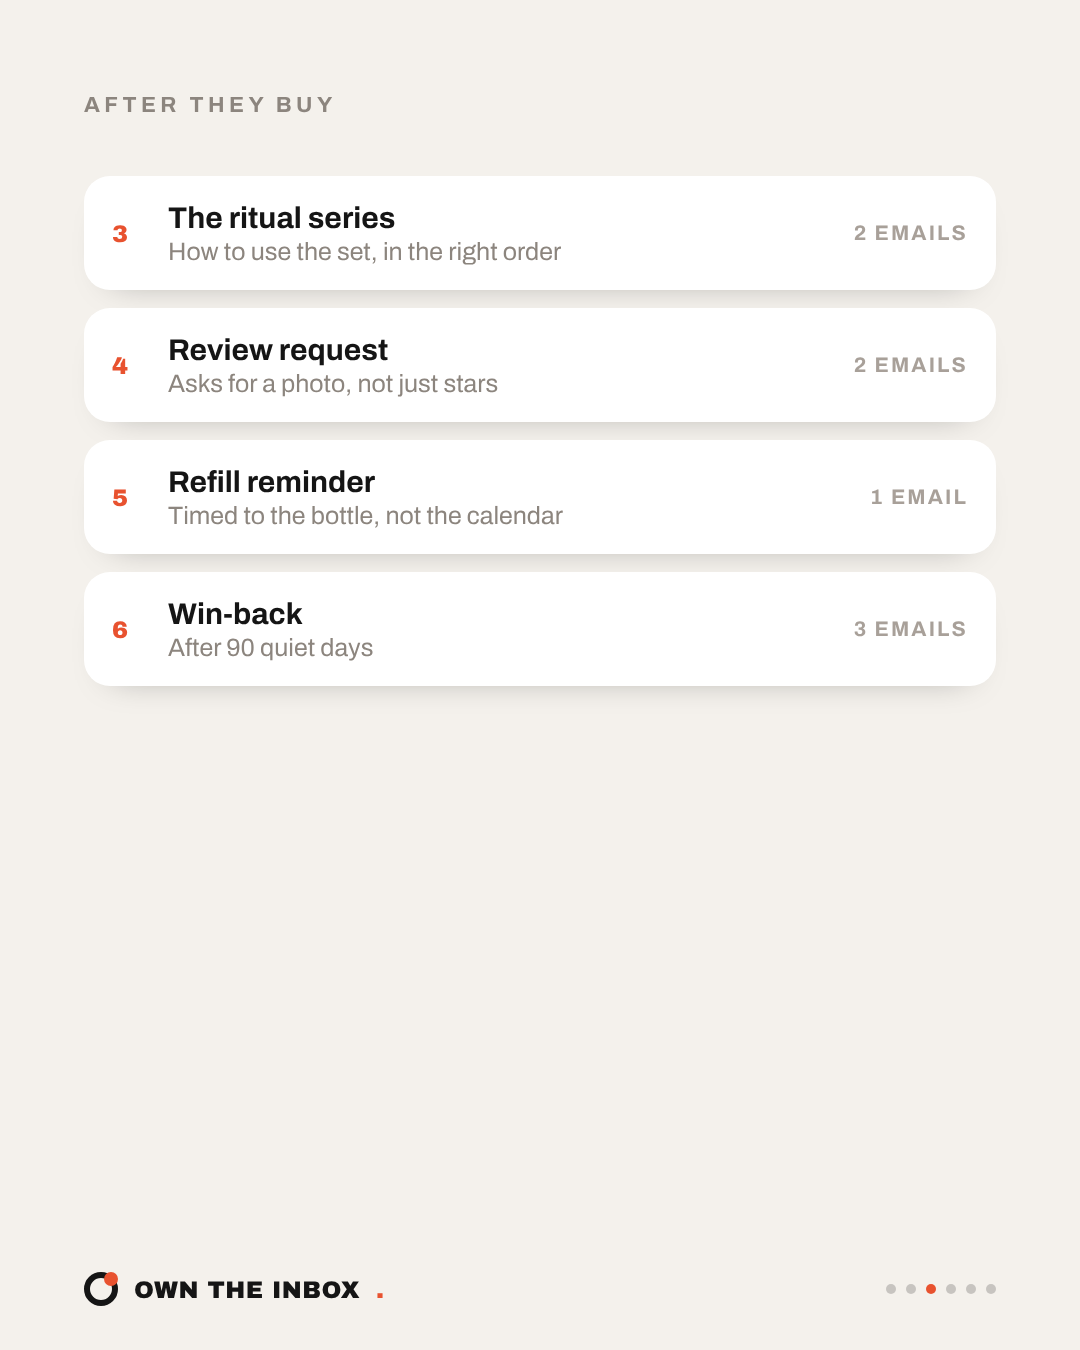 AFTER THEY BUY
3
The ritual series
How to use the set, in the right order
2 EMAILS
4
Review request
Asks for a photo, not just stars
2 EMAILS
5
Refill reminder
Timed to the bottle, not the calendar
1 EMAIL
6
Win-back
After 90 quiet days
3 EMAILS
OWN THE INBOX .